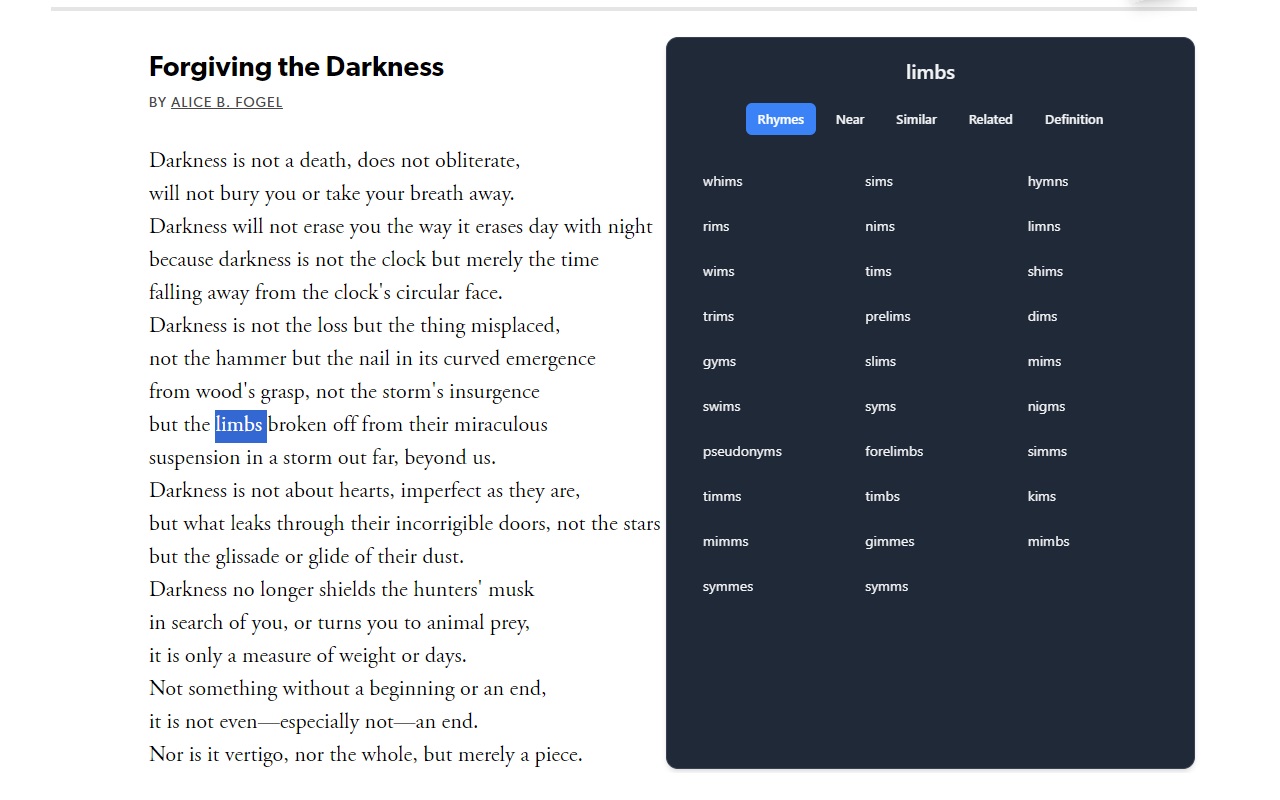 Forgiving the Darkness
BY ALICE B. FOGEL
Darkness is not a death, does not obliterate,
will not bury you or take your breath away.
Darkness will not erase you the way it erases day with night
because darkness is not the clock but merely the time
falling away from the clock's circular face.
Darkness is not the loss but the thing misplaced,
not the hammer but the nail in its curved emergence
from wood's grasp, not the storm's insurgence
but the limbs broken off from their miraculous
suspension in a storm out far, beyond us.
Darkness is not about hearts, imperfect as they are,
but what leaks through their incorrigible doors, not the stars
but the glissade or glide of their dust.
Darkness no longer shields the hunters' musk
in search of you, or turns you to animal prey,
it is only a measure of weight or days.
Not something without a beginning or an end,
it is not even—especially not—an end.
Nor is it vertigo, nor the whole, but merely a piece.
limbs
Rhymes Near Similar Related Definition
whims sims hymns
rims nims limns
wims tims shims
trims prelims dims
gyms slims mims
swims syms nigms
pseudonyms forelimbs simms
timms timbs kims
mimms gimmes mimbs
symmes symms